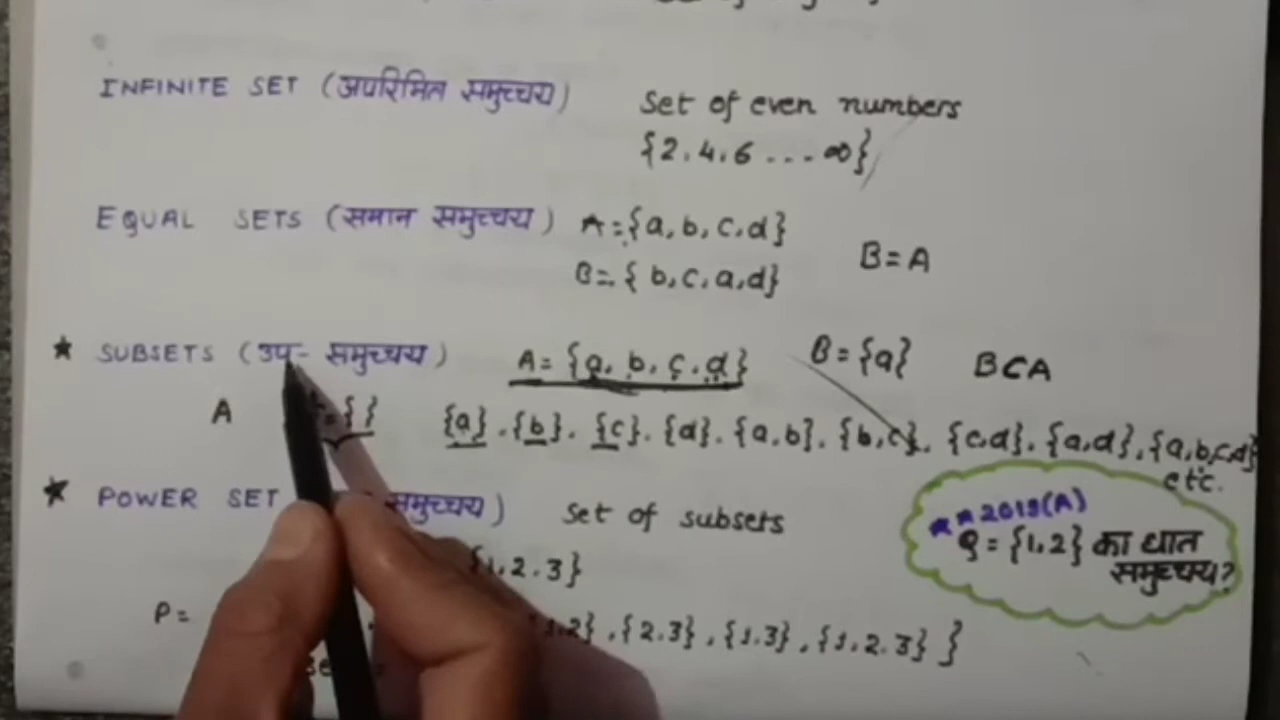 INFINITE SET (अपरिमित समुच्चय) Set of even numbers
{2, 4, 6 ... ∞}
EQUAL SETS (समान समुच्चय) A={a, b, c, d}
B={ b, c, a, d} B=A
★ SUBSETS (उप- समुच्चय) A= {a, b, c, d} B={a} B⊂A
A ={ } {a}, {b}, {c}, {d}, {a,b}, {b,c}, {c,d}, {a,d}, {a,b,c,d} etc.
★ POWER SET समुच्चय) Set of subsets
{1,2,3}
P= 1,2}, {2,3}, {1,3}, {1,2,3} }
★★ 2019(A)
Q = {1,2} का घात
समुच्चय?